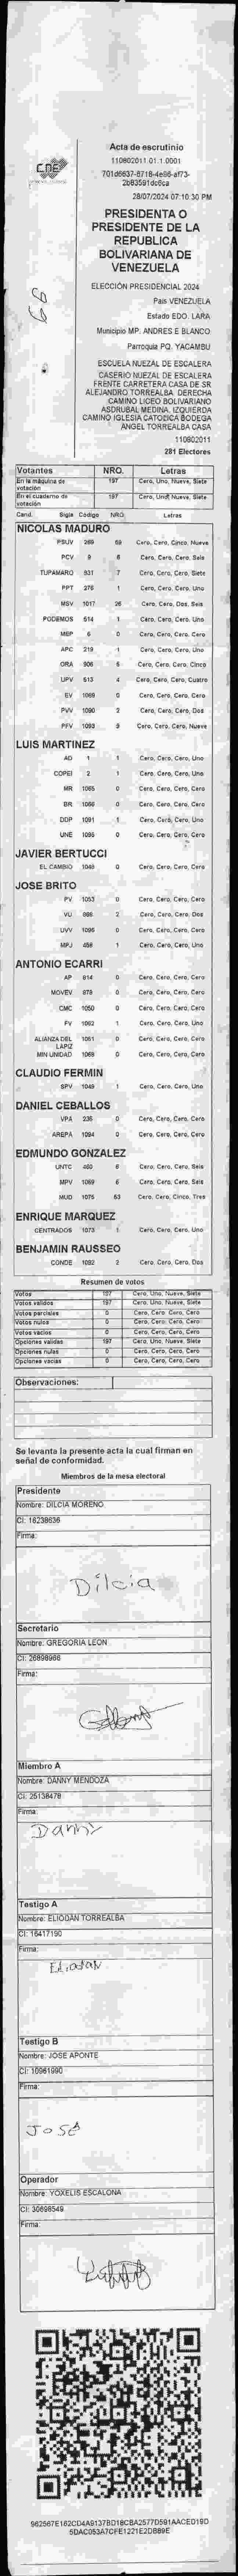 CNE
66
Acta de escrutinio
110802011.01.1.0001
28/07/2024 07:10:30 PM
PRESIDENTA O
PRESIDENTE DE LA
REPUBLICA
BOLIVARIANA DE
VENEZUELA
ELECCIÓN PRESIDENCIAL 2024
País VENEZUELA
Estado EDO. LARA
Municipio MP. ANDRES E BLANCO
Parroquia PQ. YACAMBU
ESCUELA NUEZAL DE ESCALERA
CASERIO NUEZAL DE ESCALERA
FRENTE CARRETERA CASA DE SR
ALEJANDRO TORREALBA DERECHA
CAMINO LICEO BOLIVARIANO
ASDRUBAL MEDINA. IZQUIERDA
CAMINO IGLESIA CATOLICA BODEGA
ANGEL TORREALBA CASA
110802011
281 Electores
Votantes NRO. Letras
En la máquina de votación 197 Cero, Uno, Nueve, Siete
En el cuaderno de votación 197 Cero, Uno, Nueve, Siete
Cand. Sigla Código NRO. Letras
NICOLAS MADURO
PSUV 289 59 Cero, Cero, Cinco, Nueve
PCV 9 6 Cero, Cero, Cero, Seis
TUPAMARO 831 7 Cero, Cero, Cero, Siete
PPT 276 1 Cero, Cero, Cero, Uno
MSV 1017 26 Cero, Cero, Dos, Seis
PODEMOS 514 1 Cero, Cero, Cero, Uno
MEP 6 0 Cero, Cero, Cero, Cero
APC 219 1 Cero, Cero, Cero, Uno
ORA 906 5 Cero, Cero, Cero, Cinco
UPV 513 4 Cero, Cero, Cero, Cuatro
EV 1069 0 Cero, Cero, Cero, Cero
PVV 1090 2 Cero, Cero, Cero, Dos
PFV 1093 9 Cero, Cero, Cero, Nueve
LUIS MARTINEZ
AD 1 1 Cero, Cero, Cero, Uno
COPEI 2 1 Cero, Cero, Cero, Uno
MR 1065 0 Cero, Cero, Cero, Cero
BR 1066 0 Cero, Cero, Cero, Cero
DDP 1091 1 Cero, Cero, Cero, Uno
UNE 1095 0 Cero, Cero, Cero, Cero
JAVIER BERTUCCI
EL CAMBIO 1048 0 Cero, Cero, Cero, Cero
JOSE BRITO
PV 1053 0 Cero, Cero, Cero, Cero
VU 2 Cero, Cero, Cero, Dos
UVV 1096 0 Cero, Cero, Cero, Cero
MPJ 458 1 Cero, Cero, Cero, Uno
ANTONIO ECARRI
AP 814 0 Cero, Cero, Cero, Cero
MOVEV 979 0 Cero, Cero, Cero, Cero
CMC 1050 0 Cero, Cero, Cero, Cero
FV 1062 1 Cero, Cero, Cero, Uno
ALIANZA DEL LAPIZ 1051 0 Cero, Cero, Cero, Cero
MIN UNIDAD 1068 0 Cero, Cero, Cero, Cero
CLAUDIO FERMIN
SPV 1049 1 Cero, Cero, Cero, Uno
DANIEL CEBALLOS
VPA 235 0 Cero, Cero, Cero, Cero
AREPA 1094 0 Cero, Cero, Cero, Cero
EDMUNDO GONZALEZ
UNTC 460 6 Cero, Cero, Cero, Seis
MPV 1069 6 Cero, Cero, Cero, Seis
MUD 1075 53 Cero, Cero, Cinco, Tres
ENRIQUE MARQUEZ
CENTRADOS 1073 1 Cero, Cero, Cero, Uno
BENJAMIN RAUSSEO
CONDE 1092 2 Cero, Cero, Cero, Dos
Resumen de votos
Votos 197 Cero, Uno, Nueve, Siete
Votos validos 197 Cero, Uno, Nueve, Siete
Votos parciales 0 Cero, Cero, Cero, Cero
Votos nulos 0 Cero, Cero, Cero, Cero
Votos vacios 0 Cero, Cero, Cero, Cero
Opciones validas 197 Cero, Uno, Nueve, Siete
Opciones nulas 0 Cero, Cero, Cero, Cero
Opciones vacias 0 Cero, Cero, Cero, Cero
Observaciones:
Se levanta la presente acta la cual firman en
señal de conformidad.
Miembros de la mesa electoral
Presidente
Nombre: DILCIA MORENO
CI: 16238636
Firma:
Dilcia
Secretario
Nombre: GREGORIA LEON
CI: 26898966
Firma:
Miembro A
Nombre: DANNY MENDOZA
CI: 25138478
Firma:
Danny
Testigo A
Nombre: ELIODAN TORREALBA
CI: 16417190
Firma:
Eliodan
Testigo B
Nombre: JOSE APONTE
CI: 10961990
Firma:
JOSE
Operador
Nombre: YOXELIS ESCALONA
CI: 30698549
Firma:
962567E162CD4A9137BD18CBA2577D591AACED19D
5DAC053A7CFE1221E2DB89E